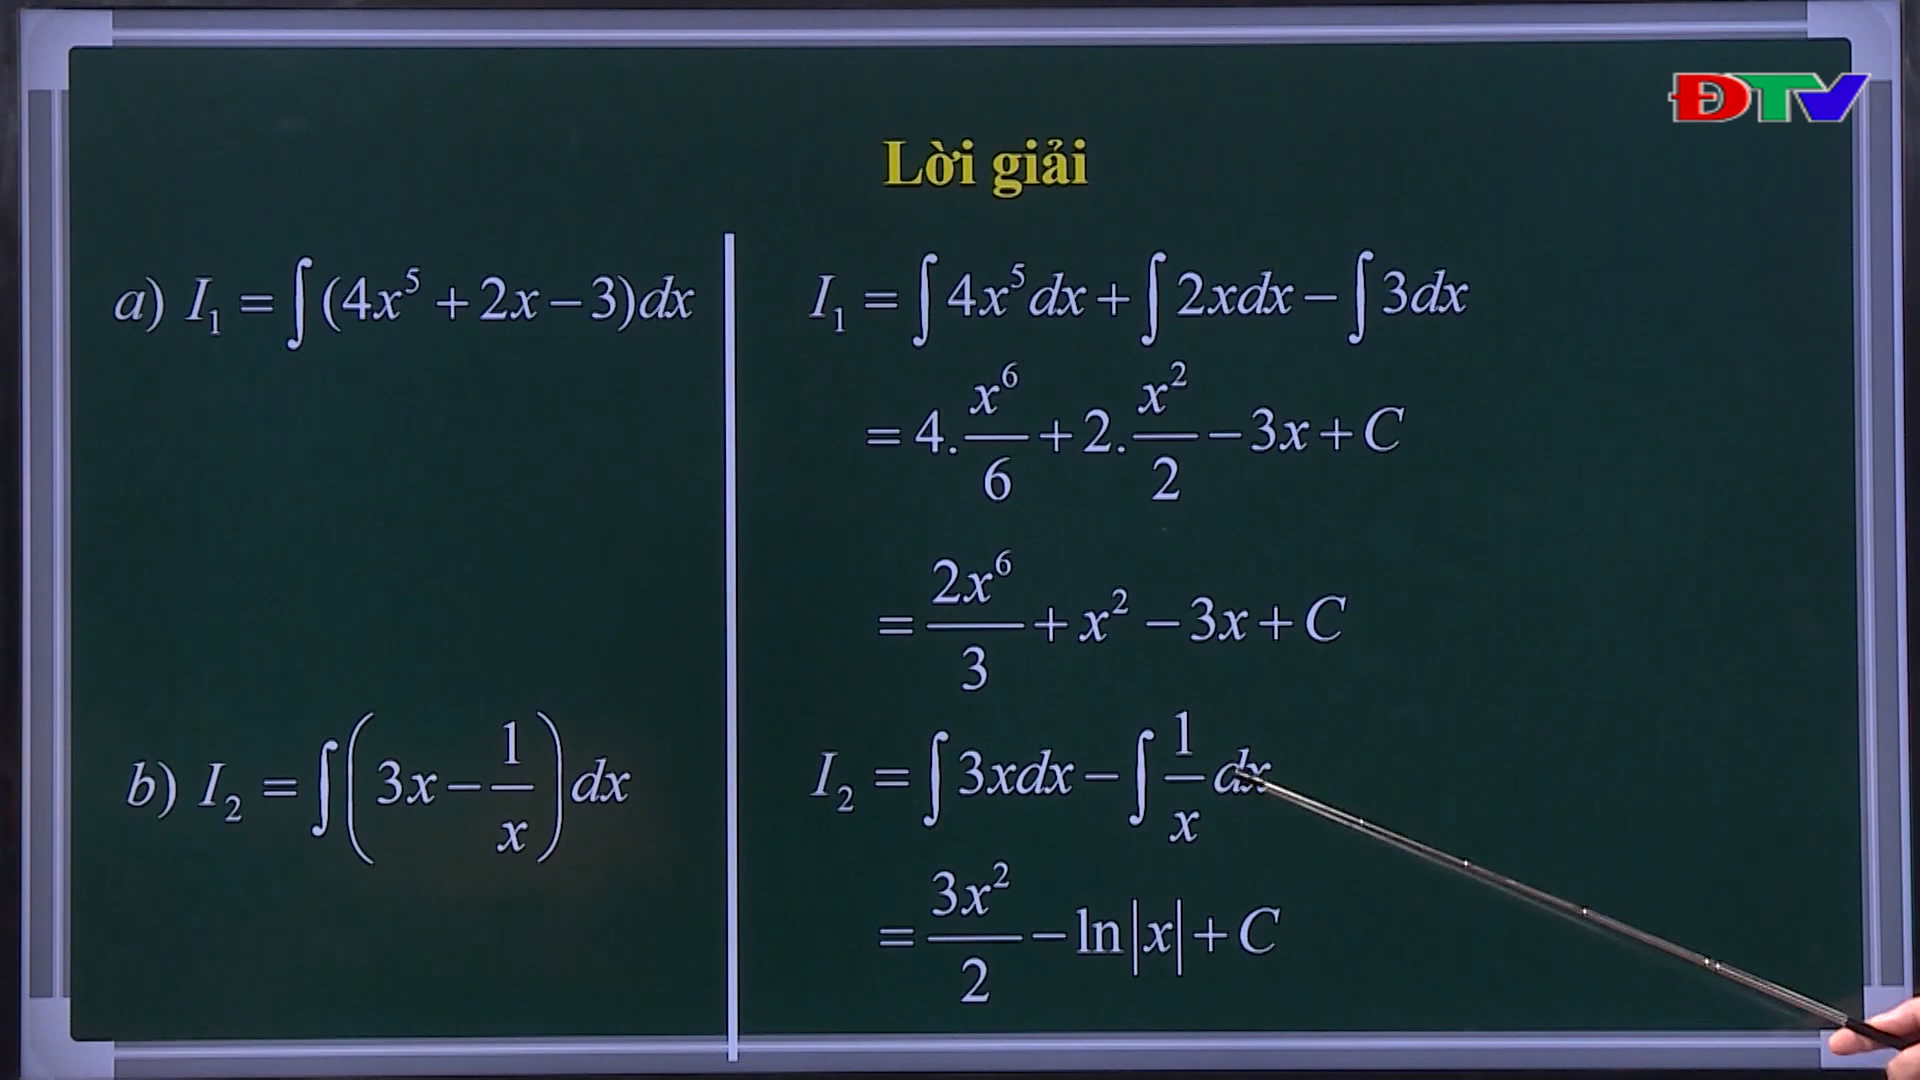 ĐTV
Lời giải
a) I₁ = ∫(4x⁵ + 2x − 3)dx
I₁ = ∫4x⁵dx + ∫2xdx − ∫3dx
= 4.x⁶/6 + 2.x²/2 − 3x + C
= 2x⁶/3 + x² − 3x + C
b) I₂ = ∫(3x − 1/x)dx
I₂ = ∫3xdx − ∫1/x dx
= 3x²/2 − ln|x| + C